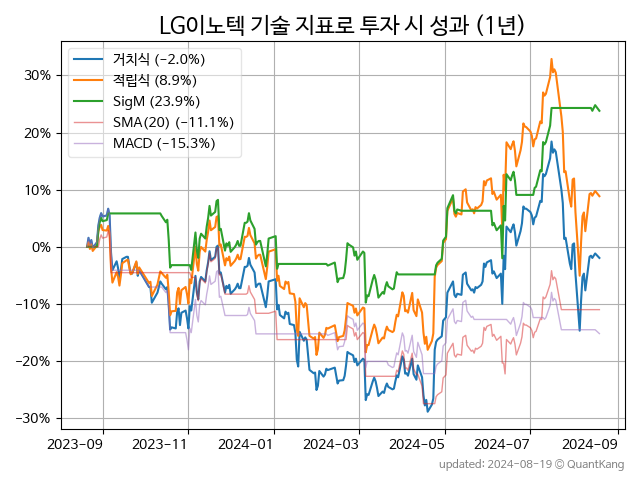 LG이노텍 기술 지표로 투자 시 성과 (1년)
거치식 (−2.0%)
적립식 (8.9%)
SigM (23.9%)
SMA(20) (−11.1%)
MACD (−15.3%)
30%
20%
10%
0%
−10%
−20%
−30%
2023-09 2023-11 2024-01 2024-03 2024-05 2024-07 2024-09
updated: 2024-08-19 © QuantKang